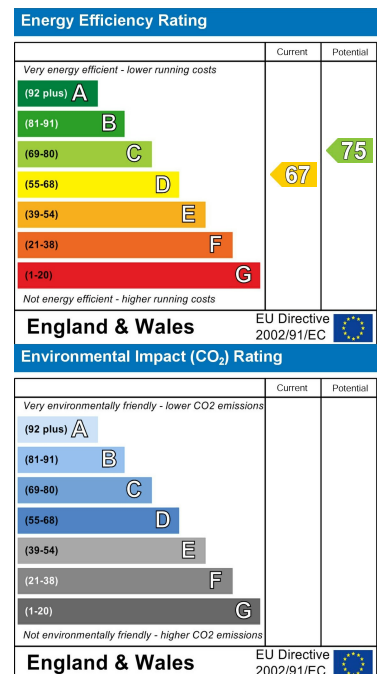 Energy Efficiency Rating
Current Potential
Very energy efficient - lower running costs
(92 plus) A
(81-91) B
(69-80) C
(55-68) D
(39-54) E
(21-38) F
(1-20) G
67
75
Not energy efficient - higher running costs
England & Wales
EU Directive
2002/91/EC
Environmental Impact (CO₂) Rating
Current Potential
Very environmentally friendly - lower CO2 emissions
(92 plus) A
(81-91) B
(69-80) C
(55-68) D
(39-54) E
(21-38) F
(1-20) G
Not environmentally friendly - higher CO2 emissions
England & Wales
EU Directive
2002/91/EC